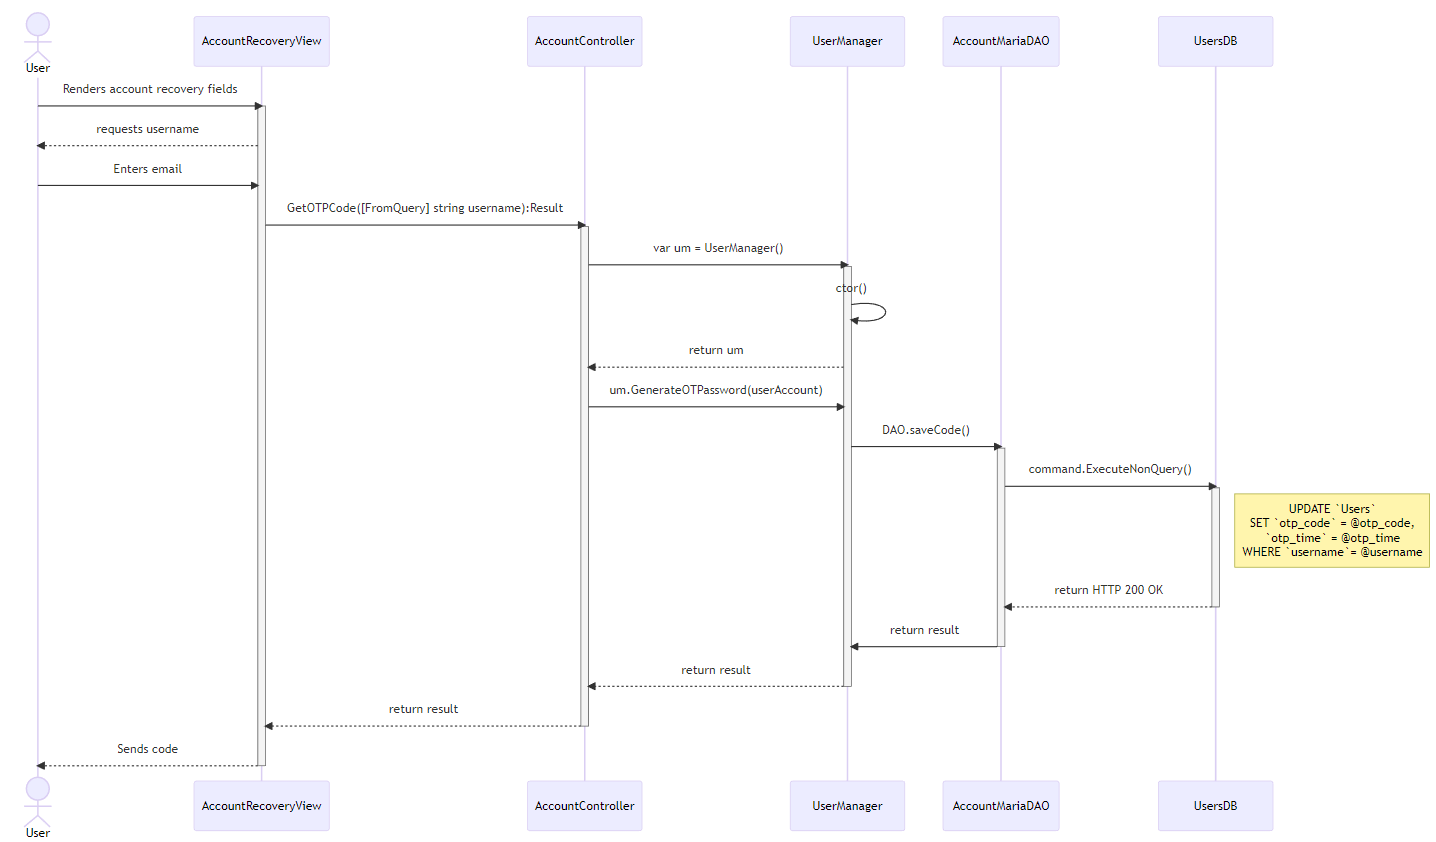 User
AccountRecoveryView
AccountController
UserManager
AccountMariaDAO
UsersDB
Renders account recovery fields
requests username
Enters email
GetOTPCode([FromQuery] string username):Result
var um = UserManager()
ctor()
return um
um.GenerateOTPassword(userAccount)
DAO.saveCode()
command.ExecuteNonQuery()
UPDATE `Users`
SET `otp_code` = @otp_code,
`otp_time` = @otp_time
WHERE `username`= @username
return HTTP 200 OK
return result
return result
return result
Sends code
User
AccountRecoveryView
AccountController
UserManager
AccountMariaDAO
UsersDB